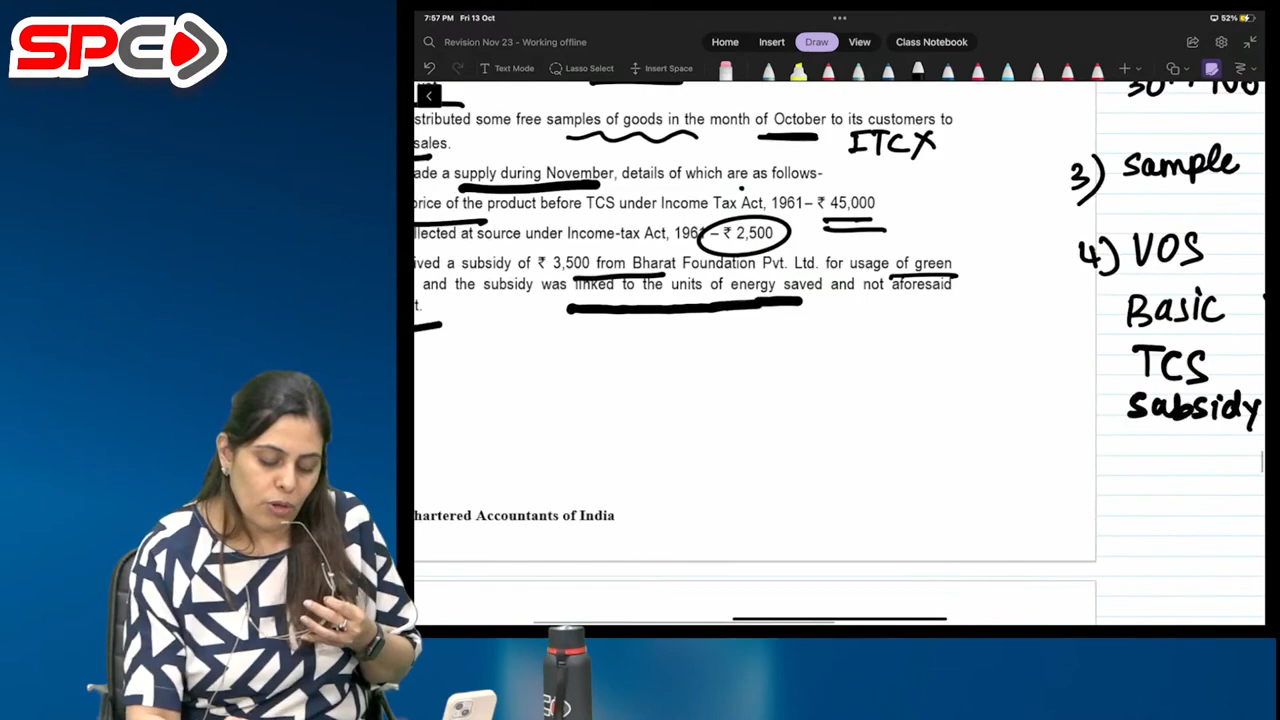 SPC
7:57 PM Fri 13 Oct
52%
Revision Nov 23 - Working offline
Home Insert Draw View Class Notebook
Text Mode Lasso Select Insert Space
stributed some free samples of goods in the month of October to its customers to
sales.
ITCX
ade a supply during November, details of which are as follows-
price of the product before TCS under Income Tax Act, 1961– ₹ 45,000
llected at source under Income-tax Act, 1961 – ₹ 2,500
ived a subsidy of ₹ 3,500 from Bharat Foundation Pvt. Ltd. for usage of green
and the subsidy was linked to the units of energy saved and not aforesaid
t.
hartered Accountants of India
3) Sample
4) VOS
Basic
TCS
Subsidy